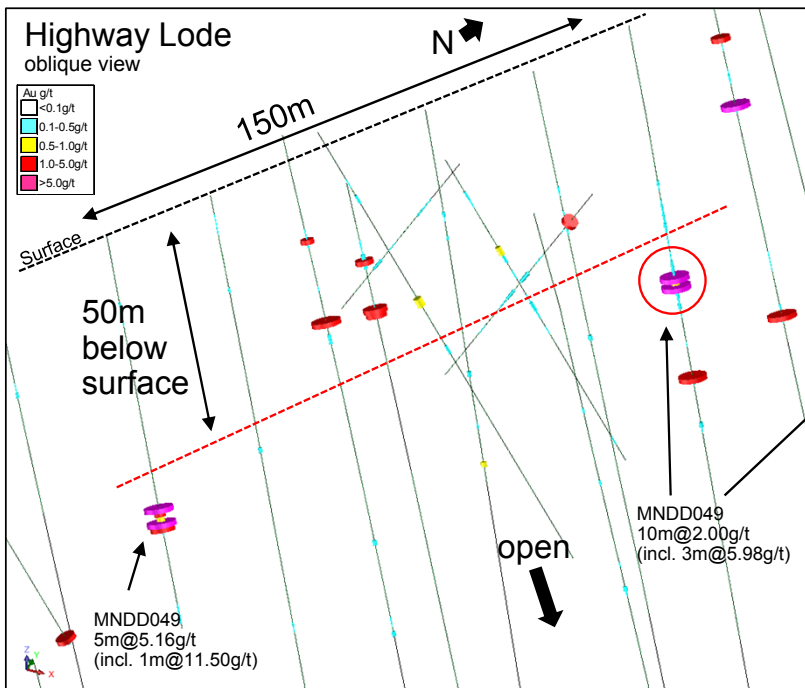 Highway Lode
oblique view
N
Au g/t
<0.1g/t
0.1-0.5g/t
0.5-1.0g/t
1.0-5.0g/t
>5.0g/t
150m
Surface
50m
below
surface
open
MNDD049
10m@2.00g/t
(incl. 3m@5.98g/t)
MNDD049
5m@5.16g/t
(incl. 1m@11.50g/t)
Z
Y
X